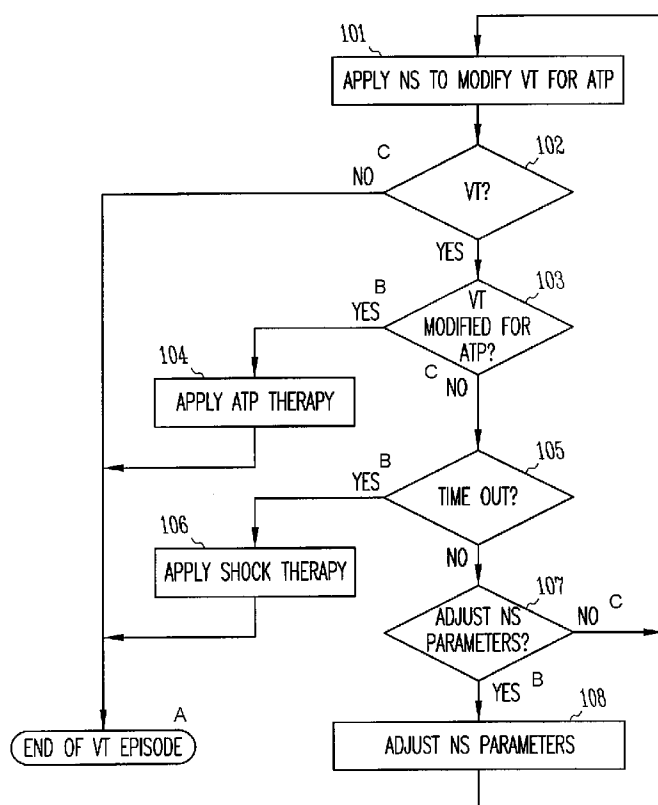 101
APPLY NS TO MODIFY VT FOR ATP
C
102
NO
VT?
YES
B
103
YES
VT
MODIFIED FOR
ATP?
104
C
NO
APPLY ATP THERAPY
B
105
YES
TIME OUT?
106
NO
APPLY SHOCK THERAPY
107
ADJUST NS
PARAMETERS?
NO C
YES B
A
108
END OF VT EPISODE
ADJUST NS PARAMETERS